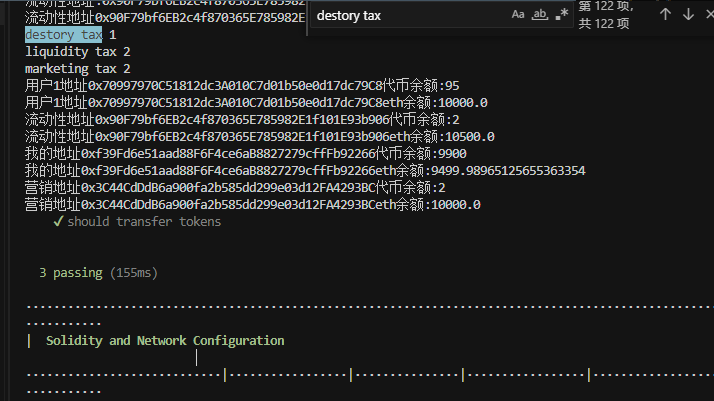 流动性地址0x90F79bf6EB2c4f870365E785982E
destory tax
第 122 项,
共 122 项
destory tax 1
liquidity tax 2
marketing tax 2
用户1地址0x70997970C51812dc3A010C7d01b50e0d17dc79C8代币余额:95
用户1地址0x70997970C51812dc3A010C7d01b50e0d17dc79C8eth余额:10000.0
流动性地址0x90F79bf6EB2c4f870365E785982E1f101E93b906代币余额:2
流动性地址0x90F79bf6EB2c4f870365E785982E1f101E93b906eth余额:10500.0
我的地址0xf39Fd6e51aad88F6F4ce6aB8827279cffFb92266代币余额:9900
我的地址0xf39Fd6e51aad88F6F4ce6aB8827279cffFb92266eth余额:9499.98965125655363354
营销地址0x3C44CdDdB6a900fa2b585dd299e03d12FA4293BC代币余额:2
营销地址0x3C44CdDdB6a900fa2b585dd299e03d12FA4293BCeth余额:10000.0
✓ should transfer tokens
3 passing (155ms)
| Solidity and Network Configuration